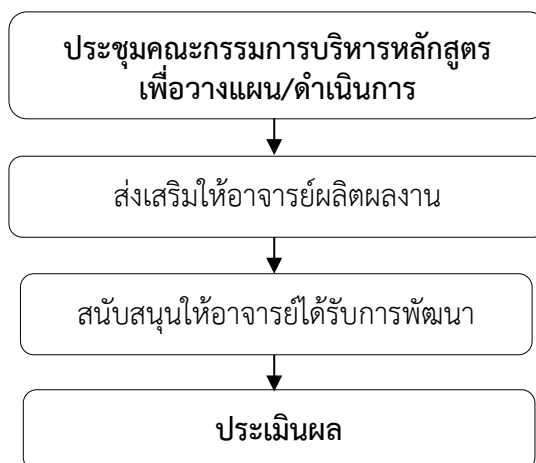 ประชุมคณะกรรมการบริหารหลักสูตร
เพื่อวางแผน/ดำเนินการ
ส่งเสริมให้อาจารย์ผลิตผลงาน
สนับสนุนให้อาจารย์ได้รับการพัฒนา
ประเมินผล